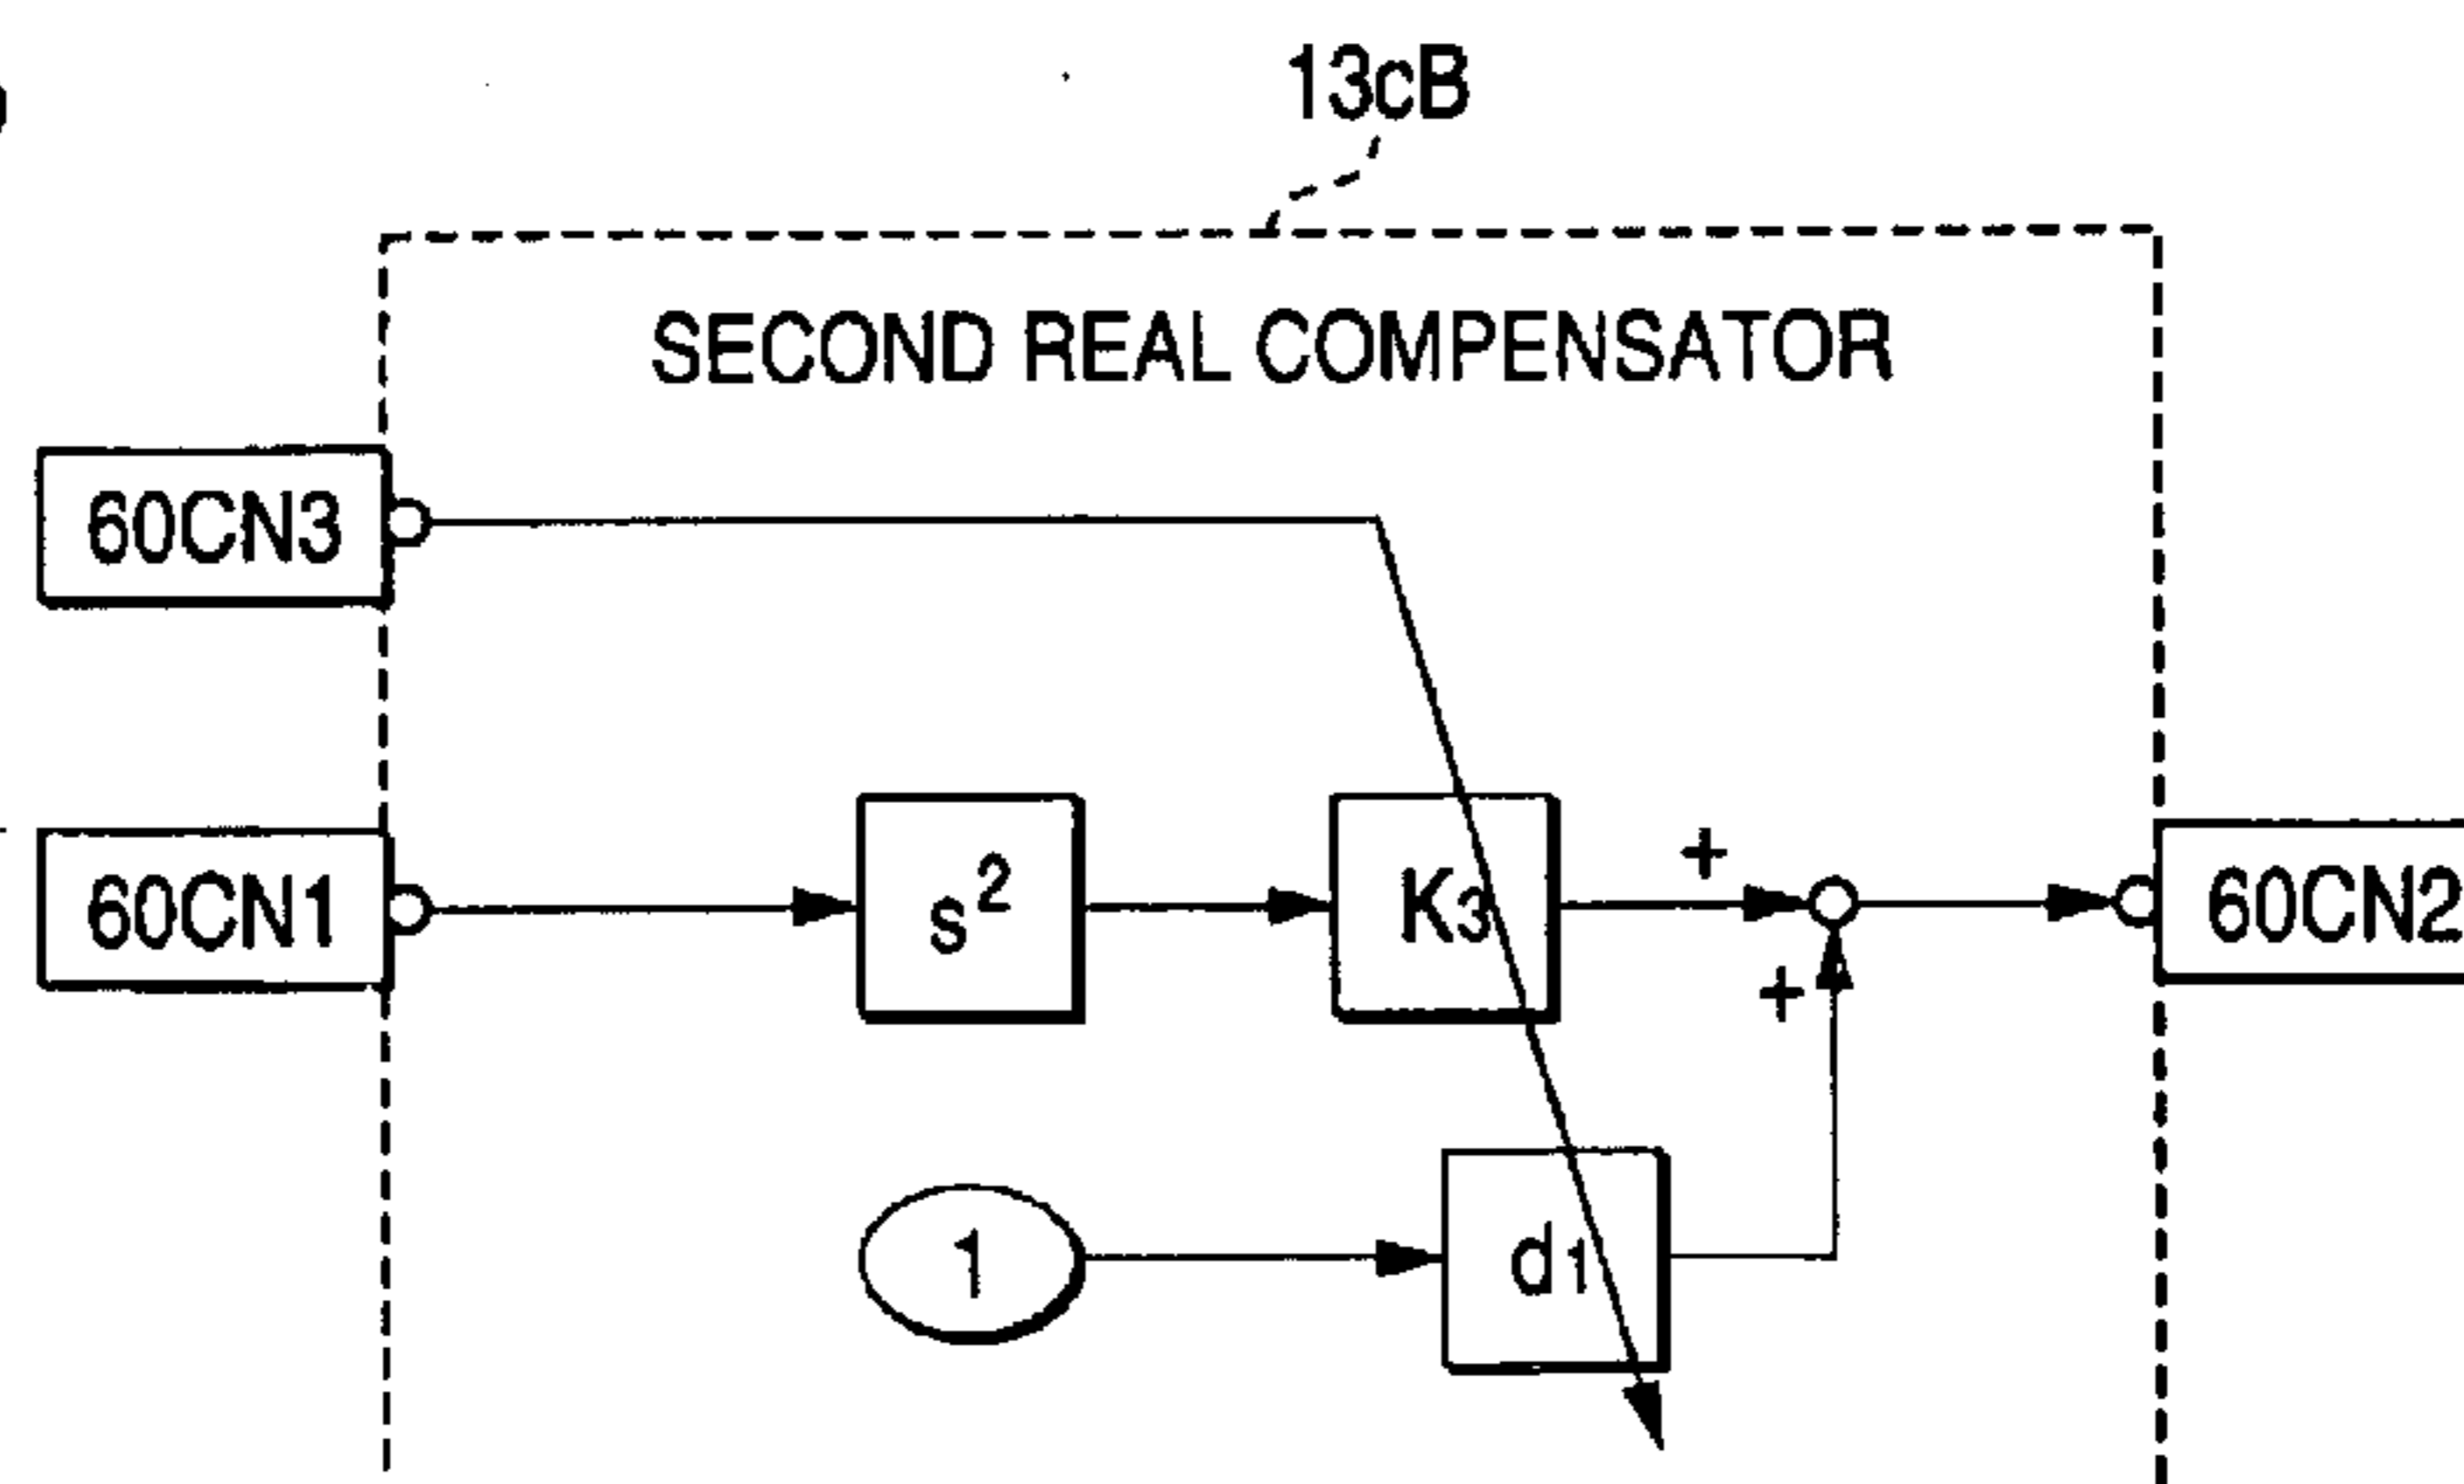 13cB
SECOND REAL COMPENSATOR
60CN3
60CN1
s²
K₃
+
+
60CN2
1
d₁